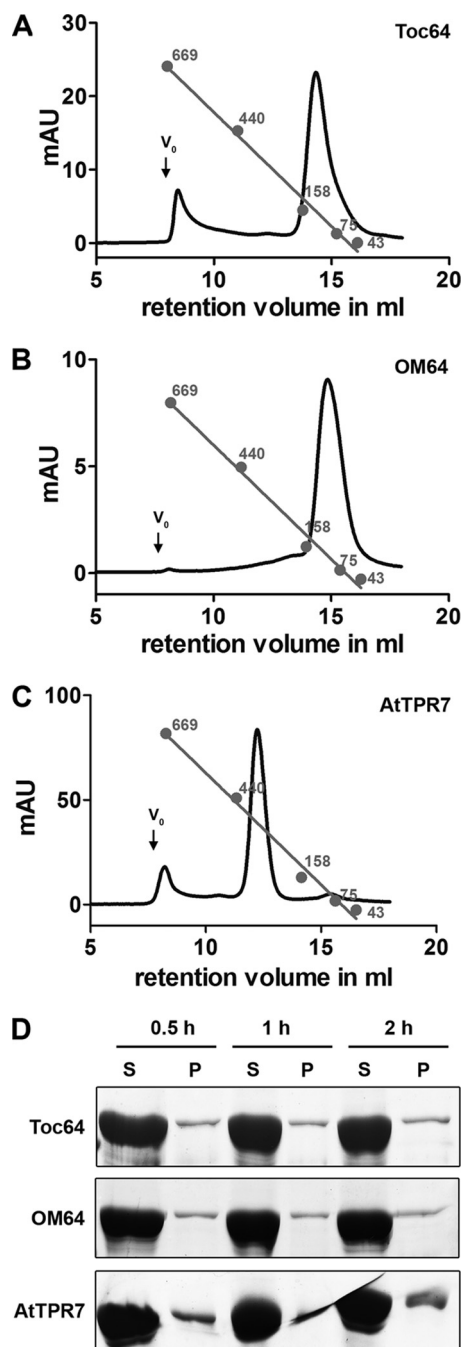 A
Toc64
30
20
10
0
mAU
V₀
669
440
158
75
43
5
10
15
20
retention volume in ml
B
OM64
10
5
0
mAU
V₀
669
440
158
75
43
5
10
15
20
retention volume in ml
C
AtTPR7
100
50
0
mAU
V₀
669
440
158
75
43
5
10
15
20
retention volume in ml
D
0.5 h 1 h 2 h
S P S P S P
Toc64
OM64
AtTPR7